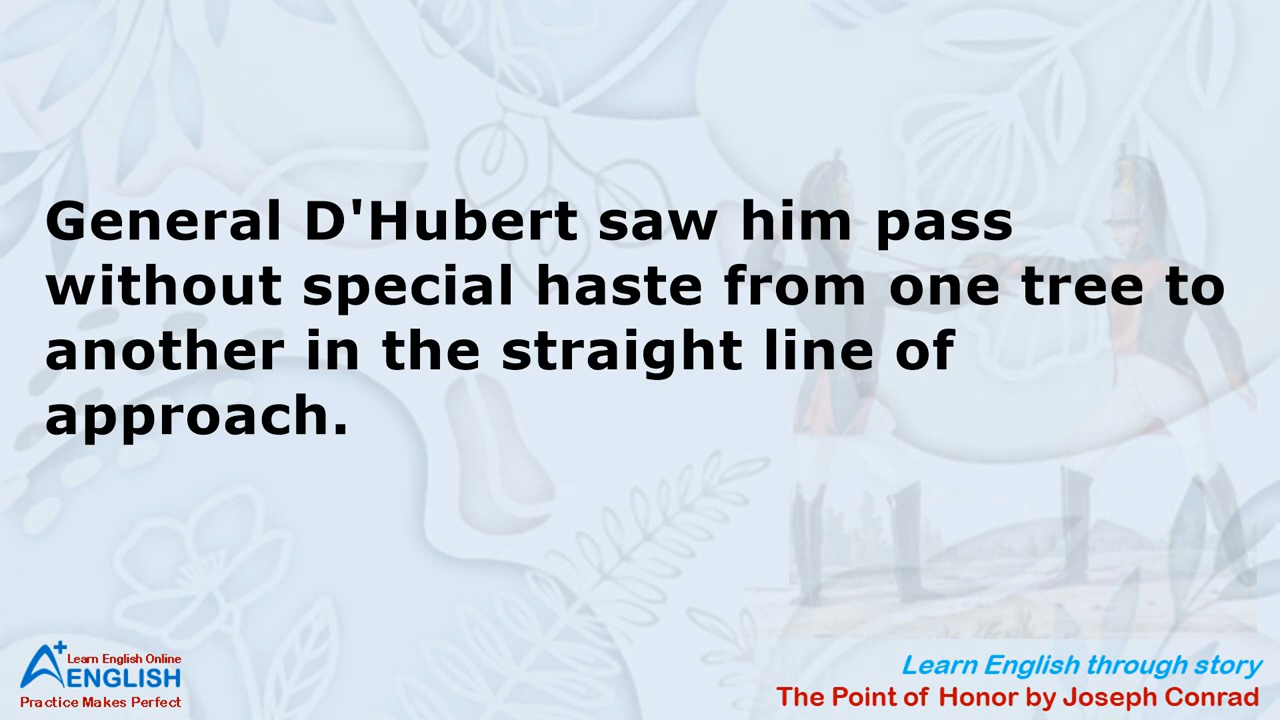 General D'Hubert saw him pass
without special haste from one tree to
another in the straight line of
approach.
Learn English Online
A+ ENGLISH
Practice Makes Perfect
Learn English through story
The Point of Honor by Joseph Conrad